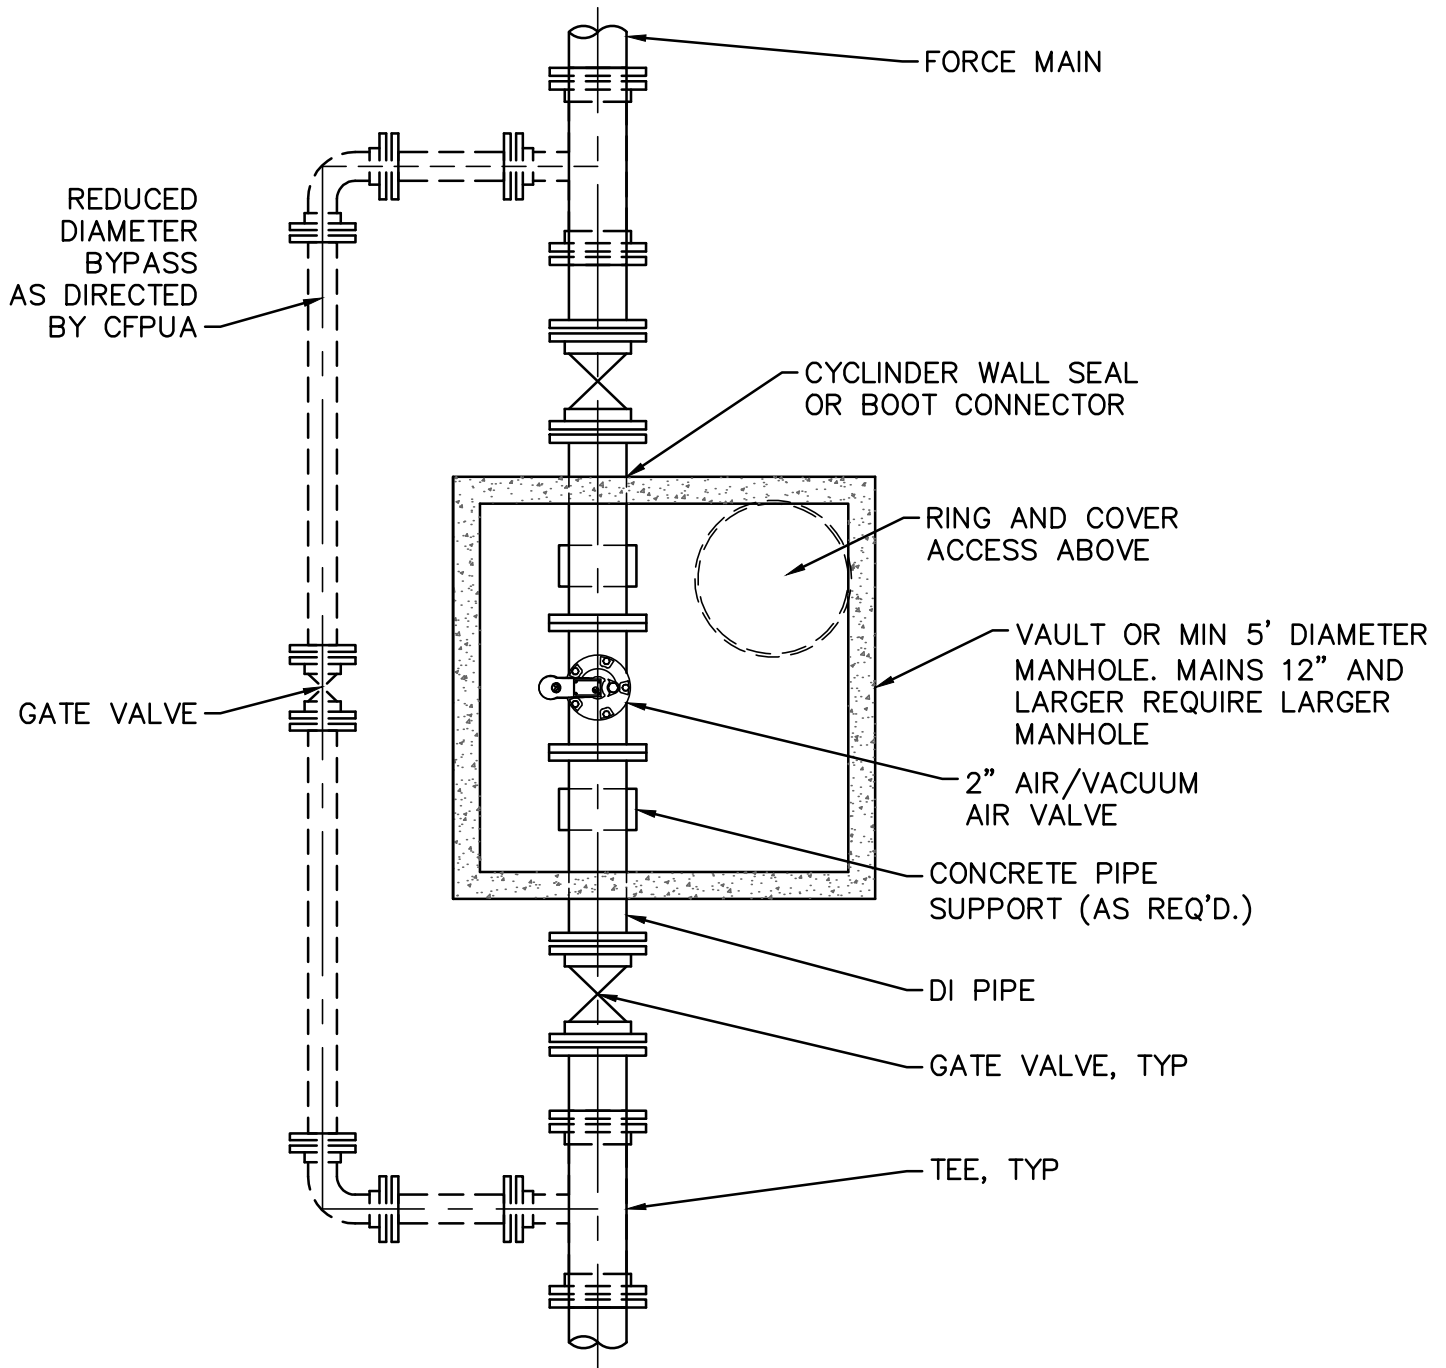 FORCE MAIN
REDUCED
DIAMETER
BYPASS
AS DIRECTED
BY CFPUA
CYCLINDER WALL SEAL
OR BOOT CONNECTOR
RING AND COVER
ACCESS ABOVE
VAULT OR MIN 5' DIAMETER
MANHOLE. MAINS 12" AND
LARGER REQUIRE LARGER
MANHOLE
GATE VALVE
2" AIR/VACUUM
AIR VALVE
CONCRETE PIPE
SUPPORT (AS REQ'D.)
DI PIPE
GATE VALVE, TYP
TEE, TYP